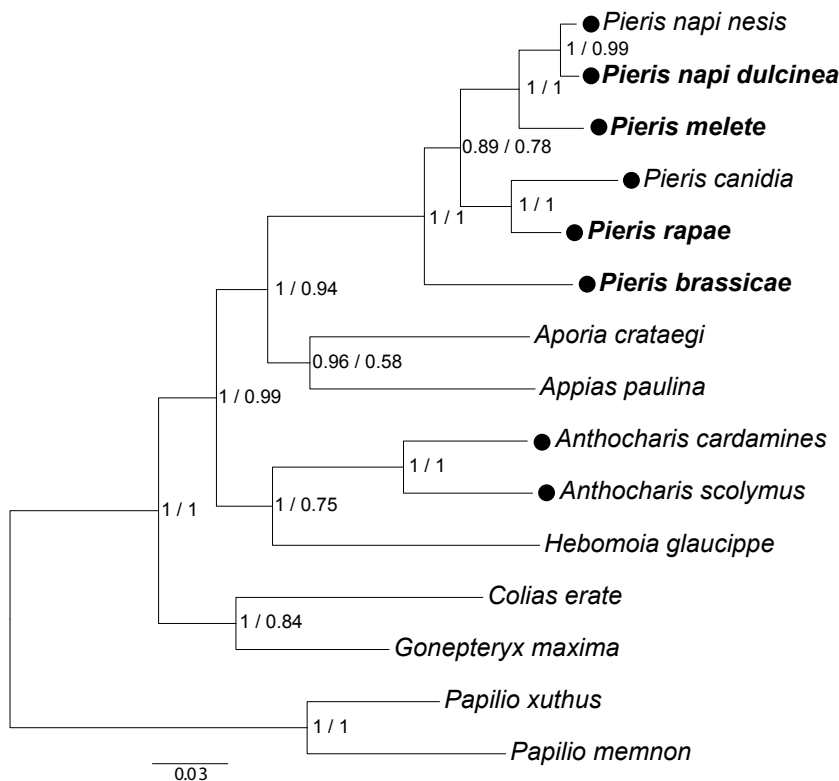 Pieris napi nesis
1 / 0.99
Pieris napi dulcinea
1 / 1
Pieris melete
0.89 / 0.78
Pieris canidia
1 / 1
1 / 1
Pieris rapae
Pieris brassicae
1 / 0.94
Aporia crataegi
0.96 / 0.58
Appias paulina
1 / 0.99
Anthocharis cardamines
1 / 1
Anthocharis scolymus
1 / 1
1 / 0.75
Hebomoia glaucippe
Colias erate
1 / 0.84
Gonepteryx maxima
Papilio xuthus
1 / 1
Papilio memnon
0.03